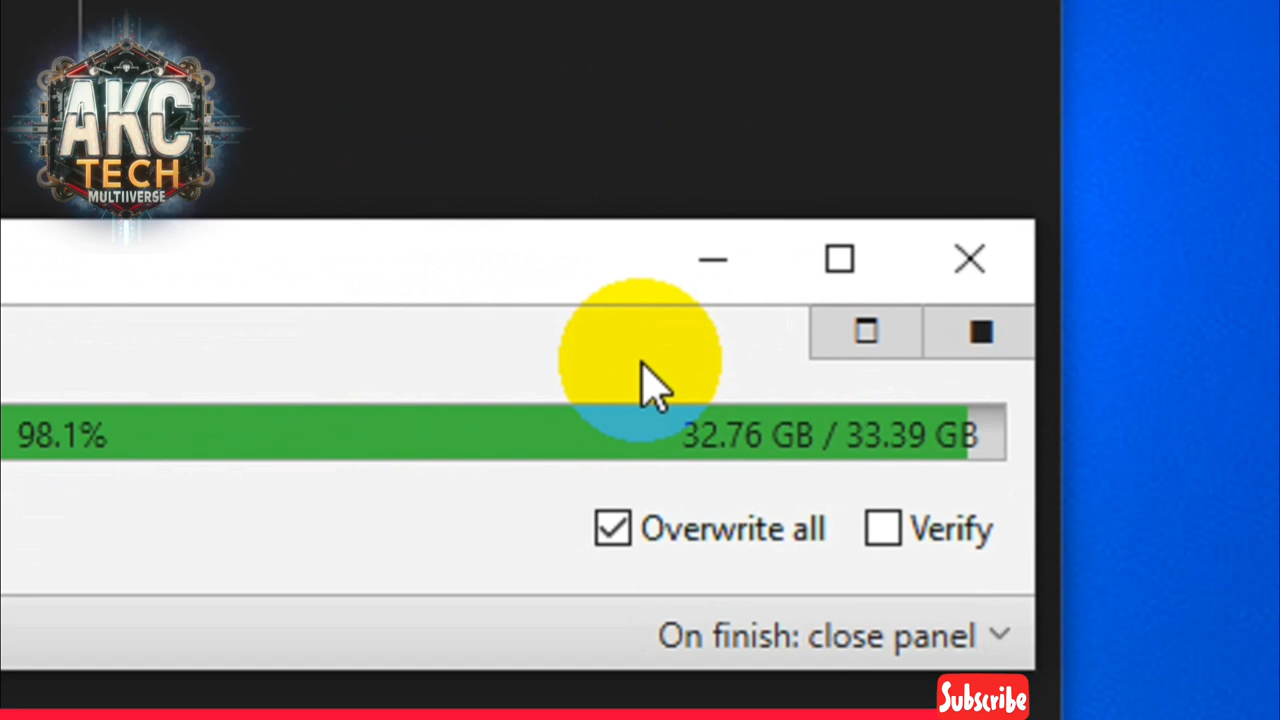 AKC
TECH
MULTIIVERSE
98.1%
32.76 GB / 33.39 GB
Overwrite all
Verify
On finish: close panel
Subscribe